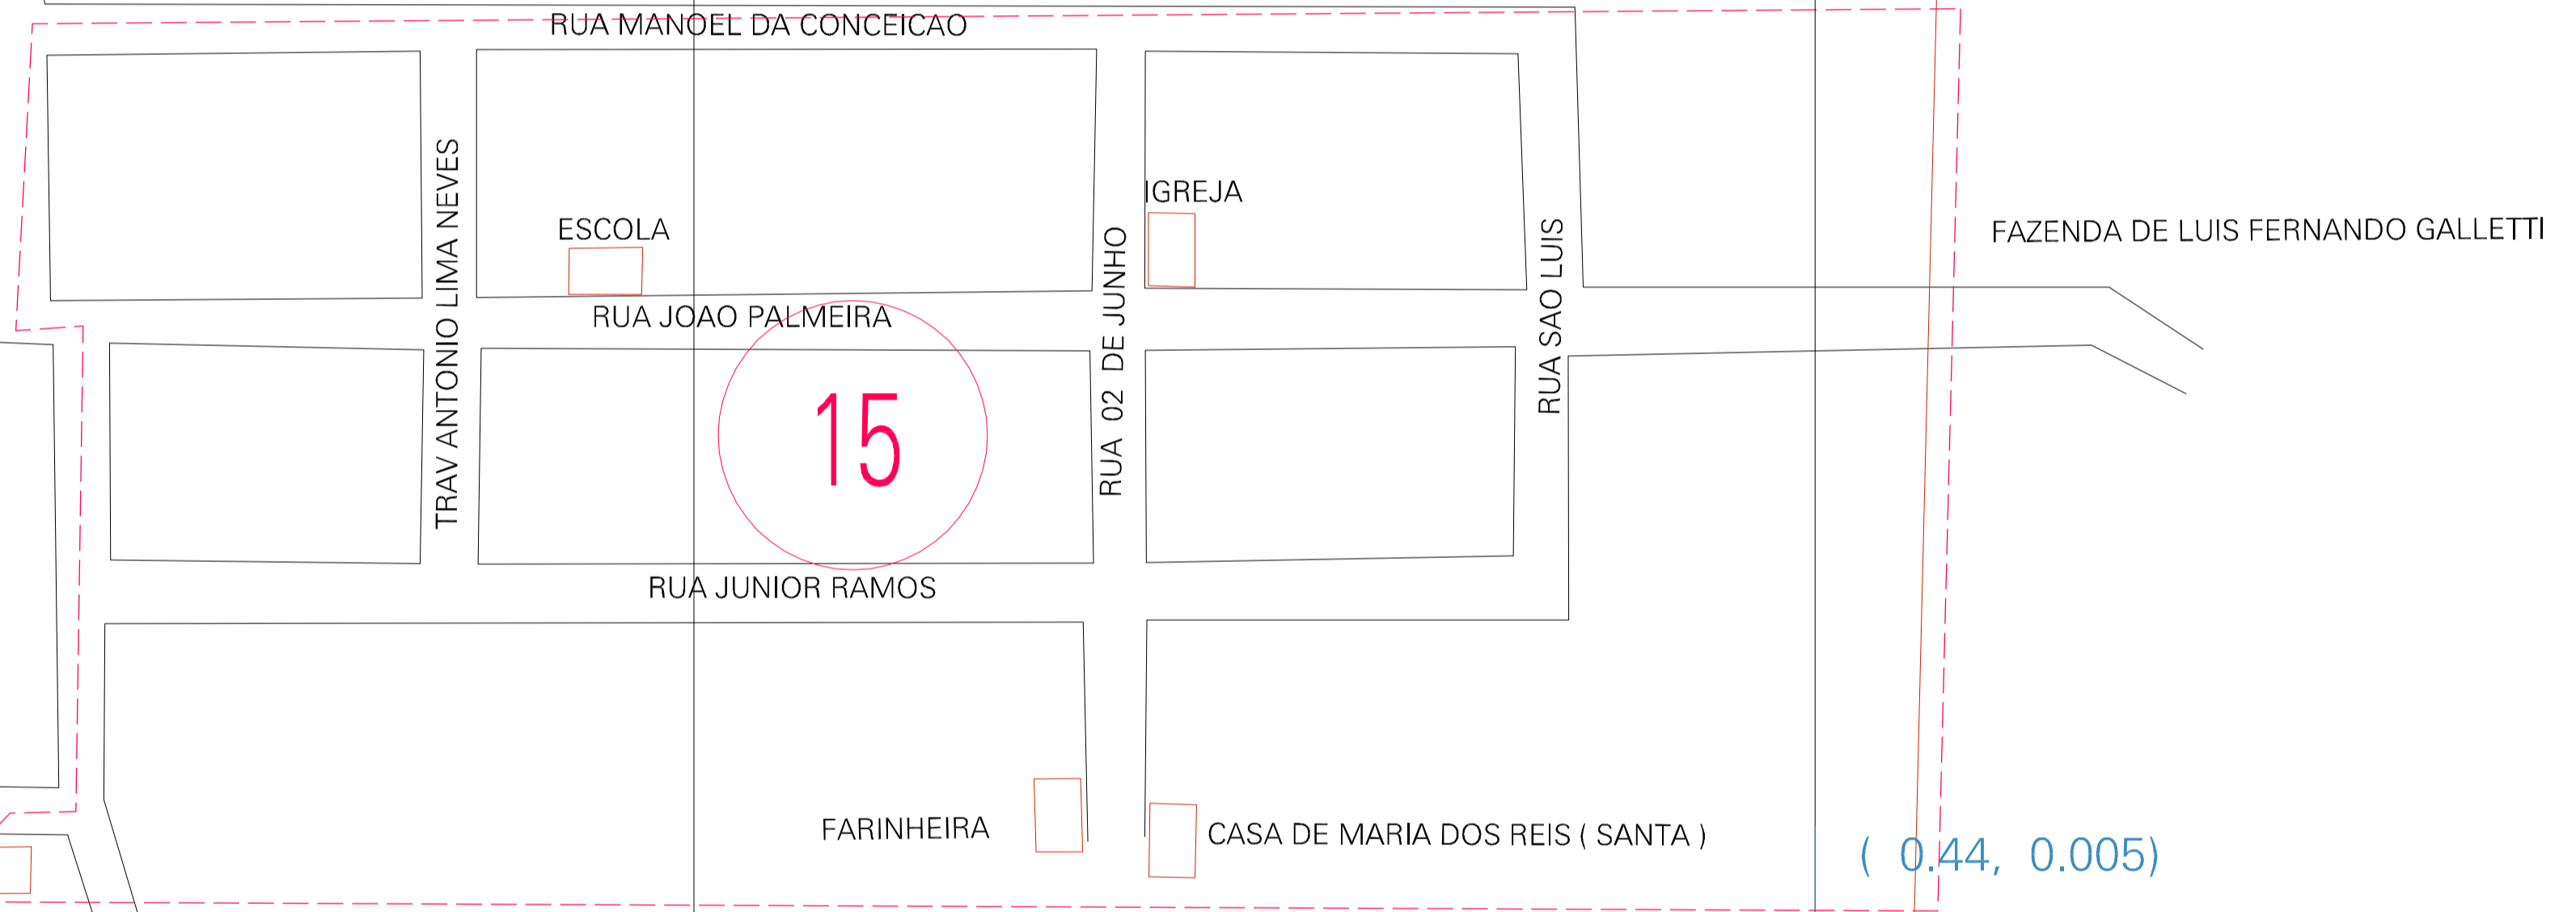 RUA MANOEL DA CONCEICAO
TRAV ANTONIO LIMA NEVES
ESCOLA
IGREJA
RUA 02 DE JUNHO
RUA SAO LUIS
FAZENDA DE LUIS FERNANDO GALLETTI
RUA JOAO PALMEIRA
15
RUA JUNIOR RAMOS
FARINHEIRA
CASA DE MARIA DOS REIS ( SANTA )
( 0.44, 0.005)